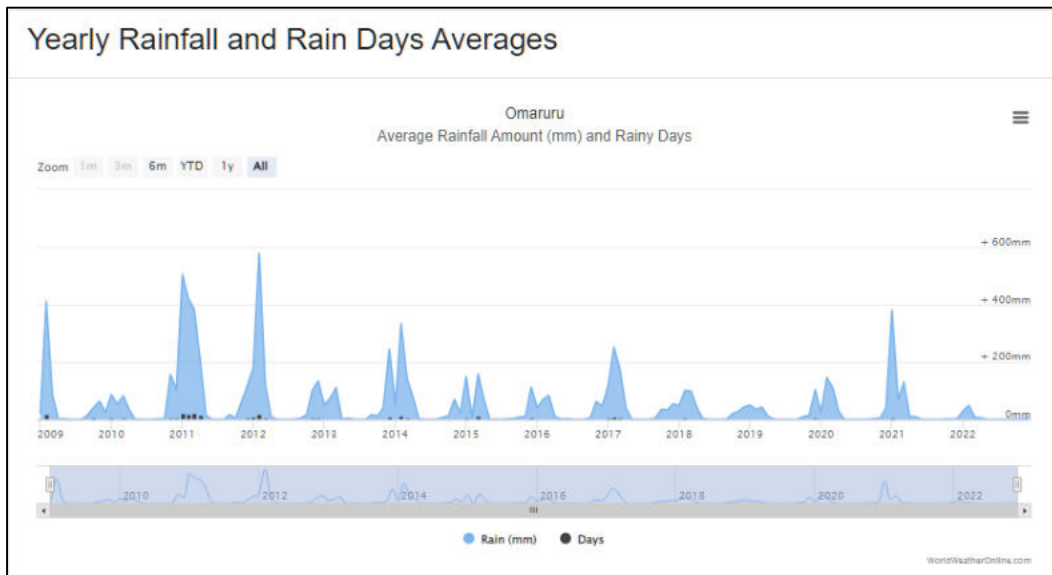 Yearly Rainfall and Rain Days Averages
Omaruru
Average Rainfall Amount (mm) and Rainy Days
Zoom 1m 3m 6m YTD 1y All
+ 600mm
+ 400mm
+ 200mm
0mm
2009 2010 2011 2012 2013 2014 2015 2016 2017 2018 2019 2020 2021 2022
2010 2012 2014 2016 2018 2020 2022
Rain (mm) Days
WorldWeatherOnline.com